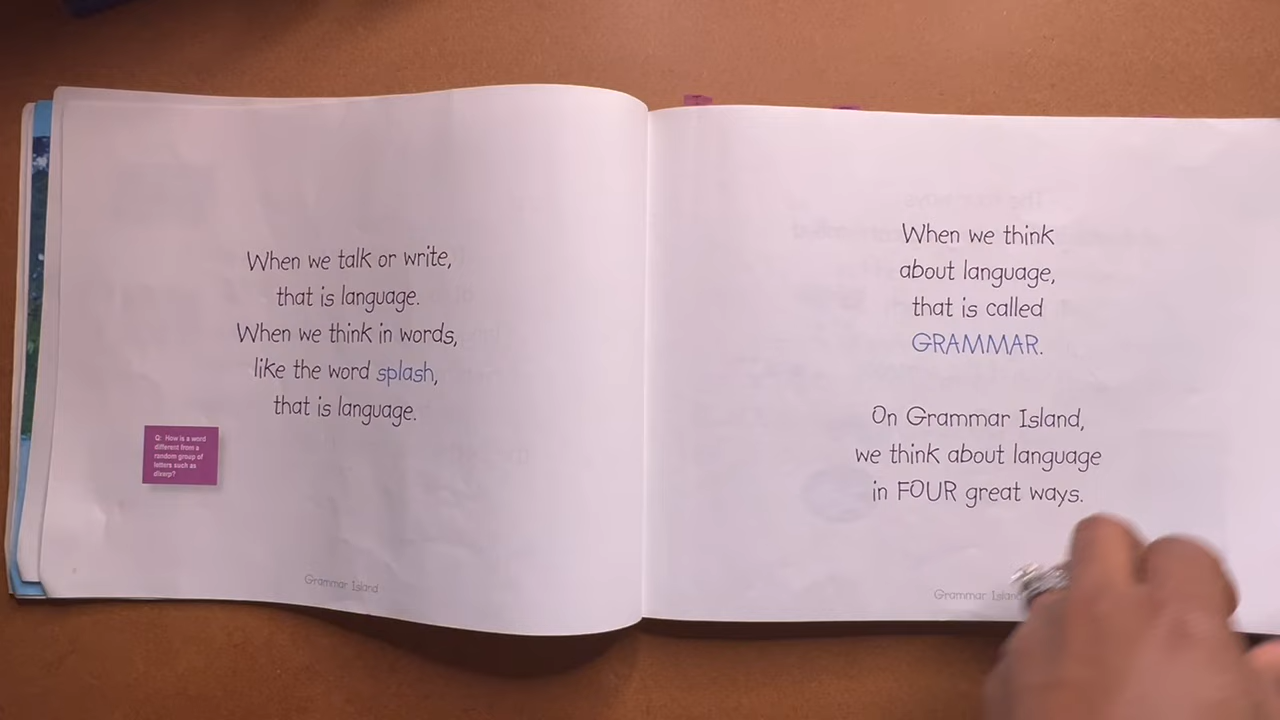 When we talk or write,
that is language.
When we think in words,
like the word splash,
that is language.
Q: How is a word
different from a
random group of
letters such as
dixerp?
Grammar Island
When we think
about language,
that is called
GRAMMAR.
On Grammar Island,
we think about language
in FOUR great ways.
Grammar Island